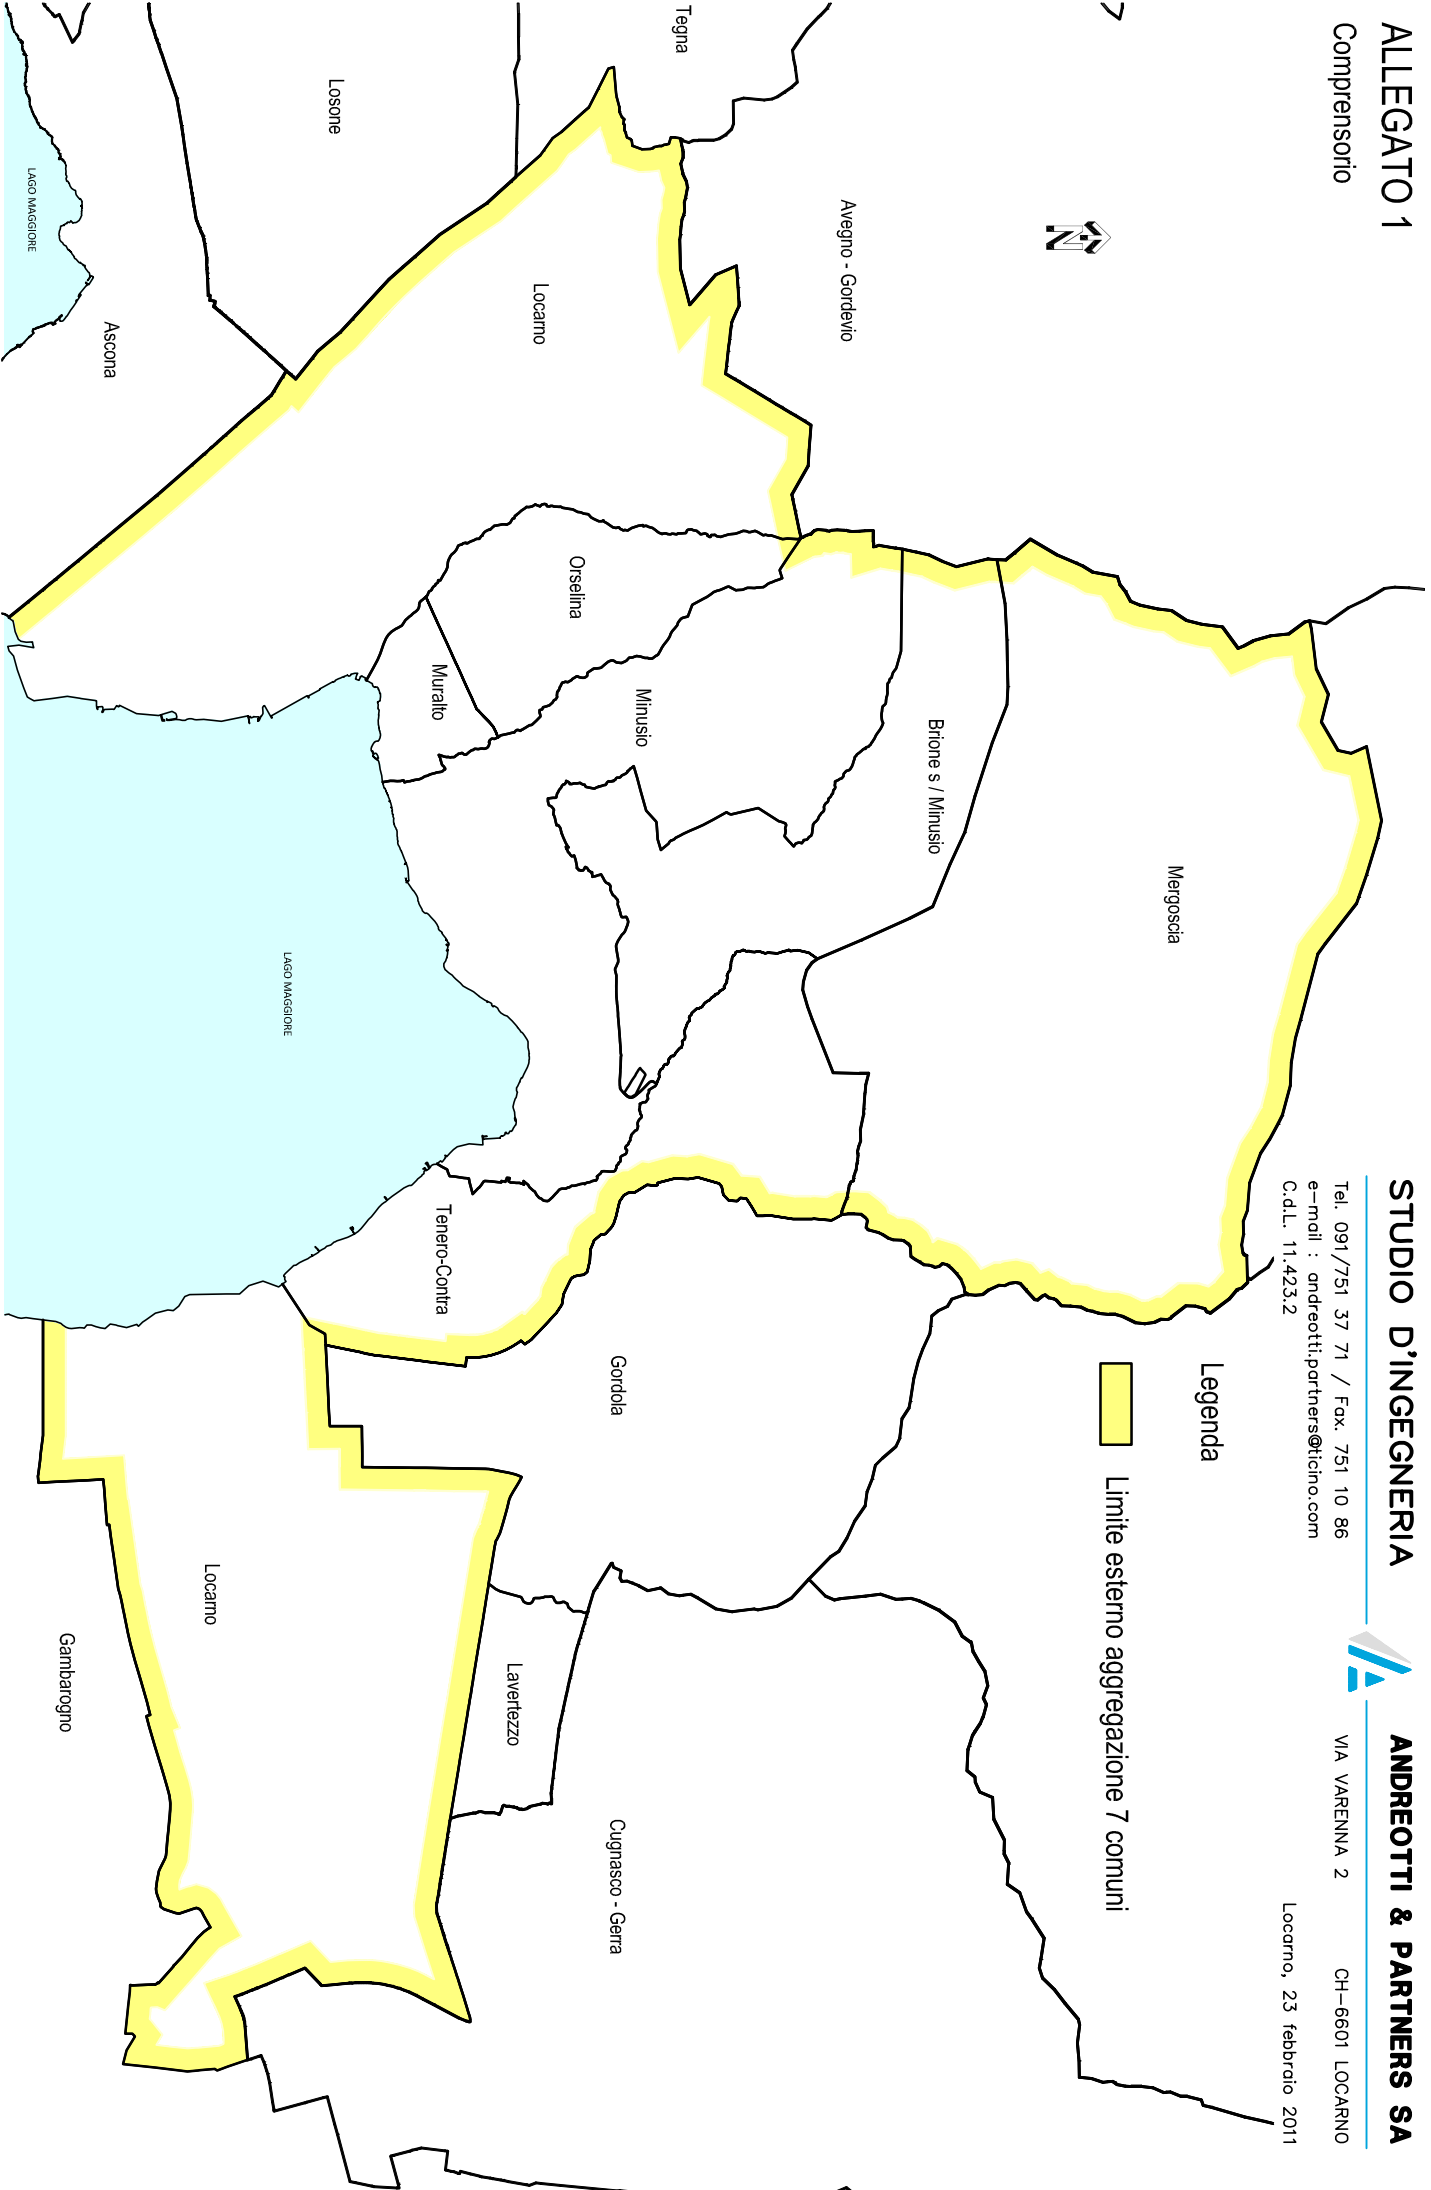 ALLEGATO 1
Comprensorio
STUDIO D'INGEGNERIA
ANDREOTTI & PARTNERS SA
Tel. 091/751 37 71 / Fax. 751 10 86
VIA VARENNA 2
CH-6601 LOCARNO
e-mail : andreotti.partners@ticino.com
C.d.L. 11.423.2
Locarno, 23 febbraio 2011
Legenda
Limite esterno aggregazione 7 comuni
N
Mergoscia
Brione s / Minusio
Avegno - Gordevio
Tegna
Minusio
Gordola
Cugnasco - Gerra
Orselina
Locarno
Lavertezzo
Muralto
Tenero-Contra
Losone
LAGO MAGGIORE
Locarno
Ascona
Gambarogno
LAGO MAGGIORE